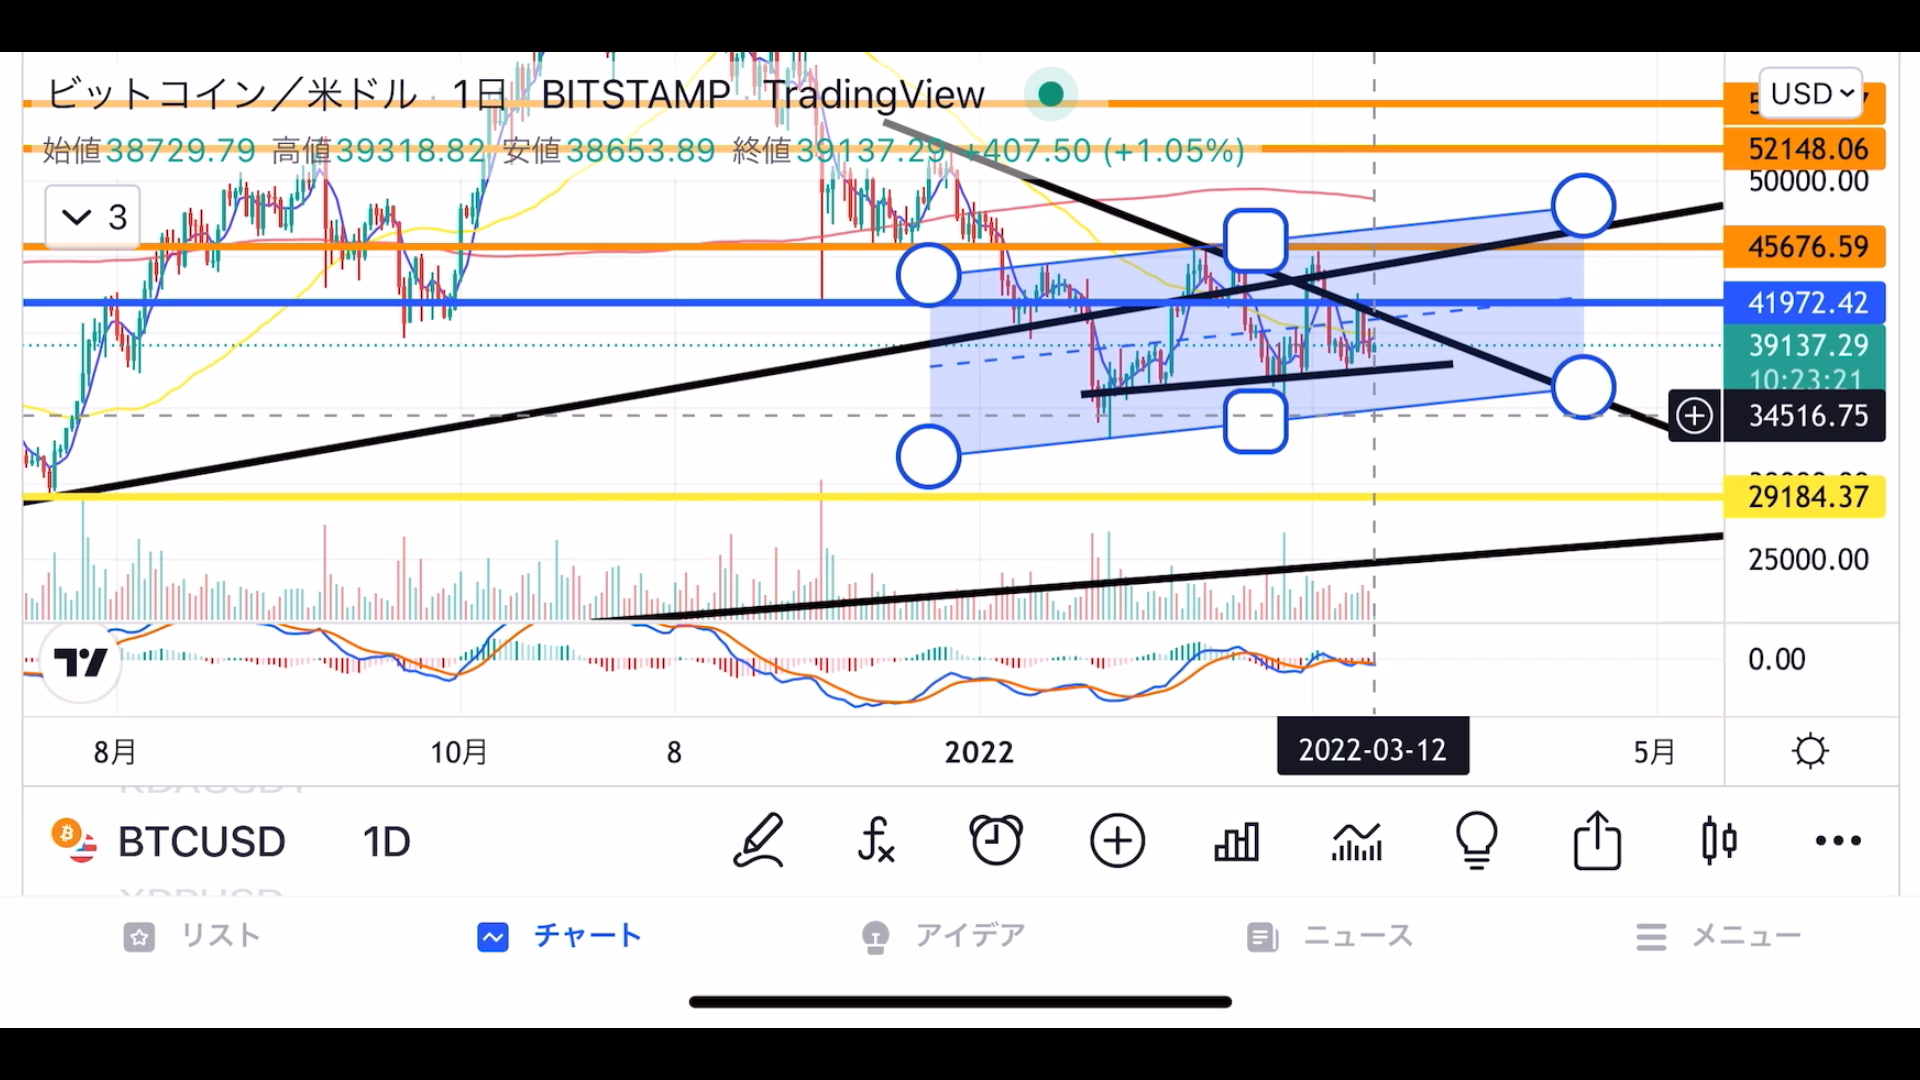 ビットコイン／米ドル · 1日 · BITSTAMP · TradingView
USD
始値38729.79 高値39318.82 安値38653.89 終値39137.29 +407.50 (+1.05%)
52148.06
50000.00
3
45676.59
41972.42
39137.29
10:23:21
34516.75
29184.37
25000.00
0.00
8月 10月 8 2022 2022-03-12 5月
BTCUSD 1D
リスト チャート アイデア ニュース メニュー